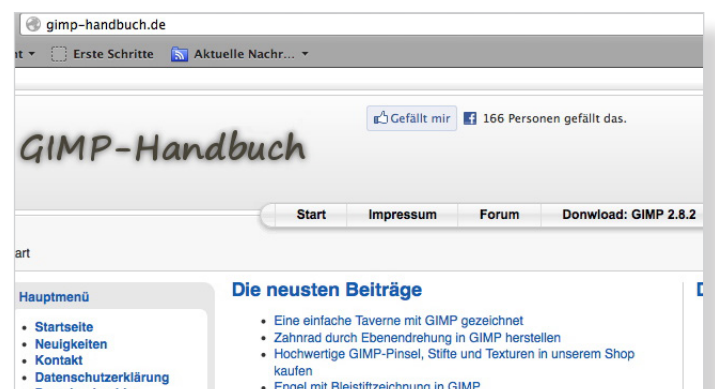 gimp-handbuch.de
Erste Schritte Aktuelle Nachr...
Gefällt mir 166 Personen gefällt das.
GIMP-Handbuch
Start Impressum Forum Donwload: GIMP 2.8.2
art
Hauptmenü
Startseite
Neuigkeiten
Kontakt
Datenschutzerklärung
Die neusten Beiträge
Eine einfache Taverne mit GIMP gezeichnet
Zahnrad durch Ebenendrehung in GIMP herstellen
Hochwertige GIMP-Pinsel, Stifte und Texturen in unserem Shop
kaufen
Engel mit Bleistiftzeichnung in GIMP